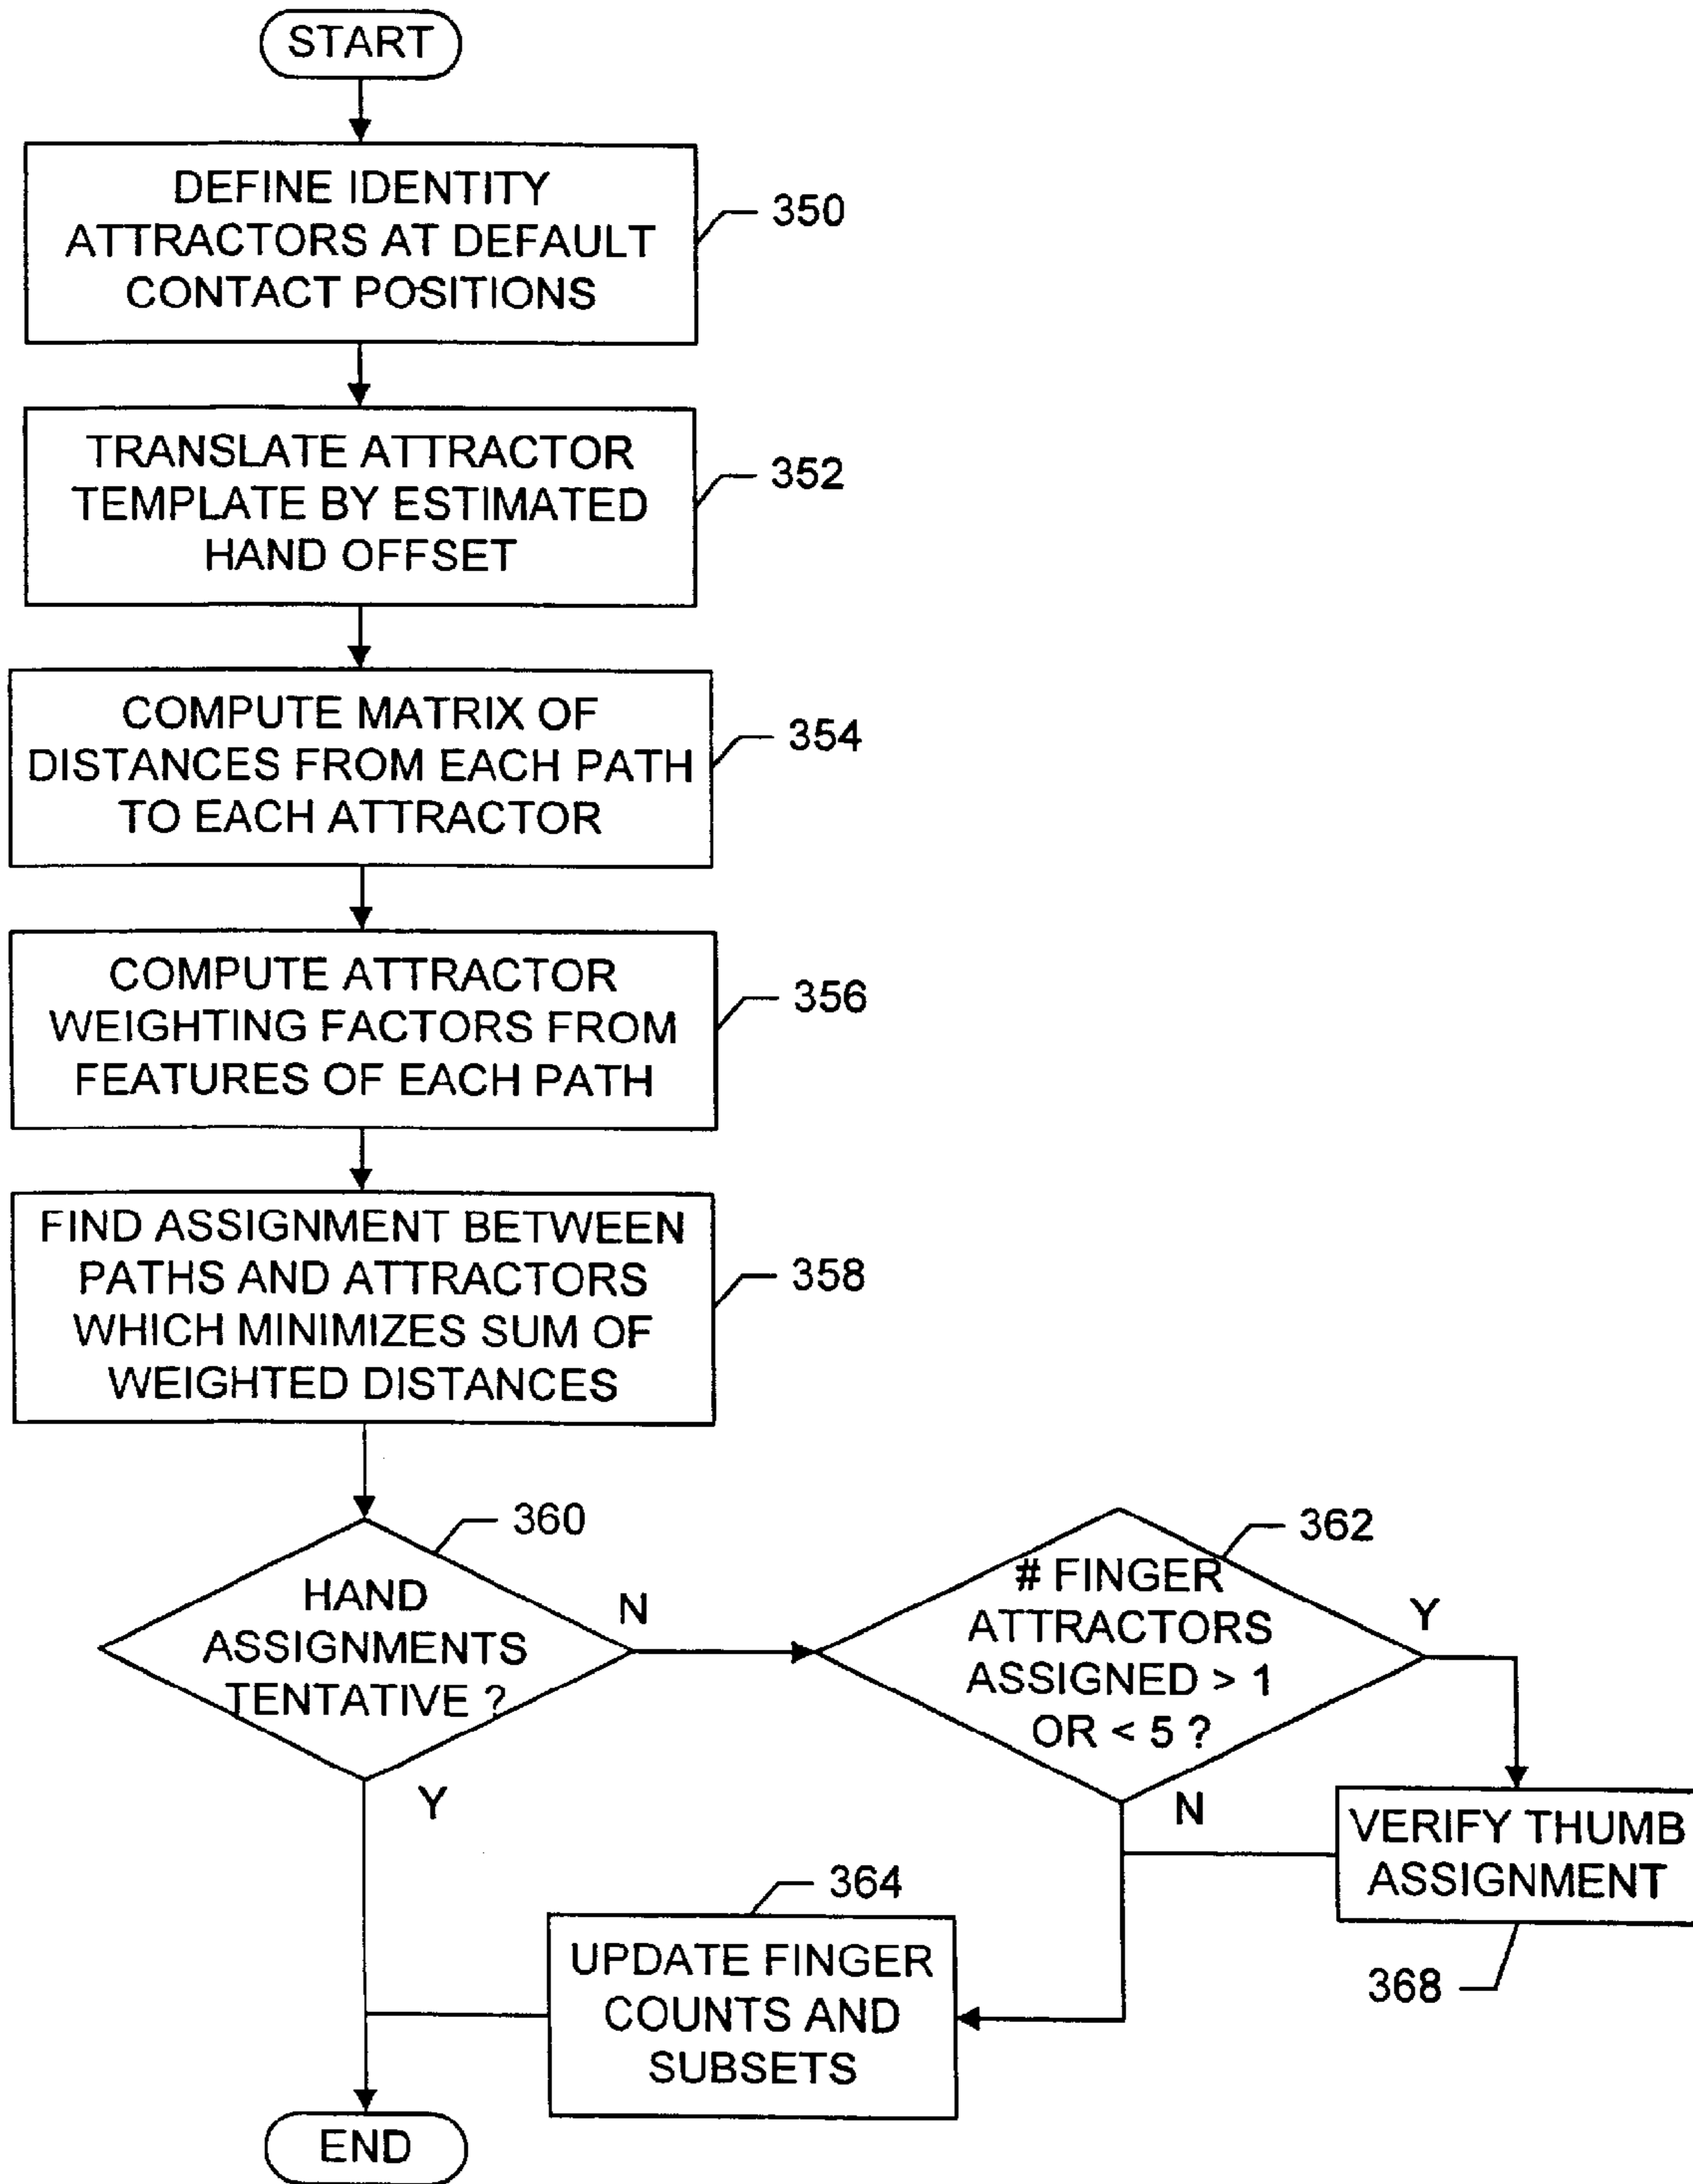 START
DEFINE IDENTITY
ATTRACTORS AT DEFAULT
CONTACT POSITIONS
350
TRANSLATE ATTRACTOR
TEMPLATE BY ESTIMATED
HAND OFFSET
352
COMPUTE MATRIX OF
DISTANCES FROM EACH PATH
TO EACH ATTRACTOR
354
COMPUTE ATTRACTOR
WEIGHTING FACTORS FROM
FEATURES OF EACH PATH
356
FIND ASSIGNMENT BETWEEN
PATHS AND ATTRACTORS
WHICH MINIMIZES SUM OF
WEIGHTED DISTANCES
358
360
HAND
ASSIGNMENTS
TENTATIVE ?
N
Y
362
# FINGER
ATTRACTORS
ASSIGNED > 1
OR < 5 ?
Y
N
VERIFY THUMB
ASSIGNMENT
368
364
UPDATE FINGER
COUNTS AND
SUBSETS
END